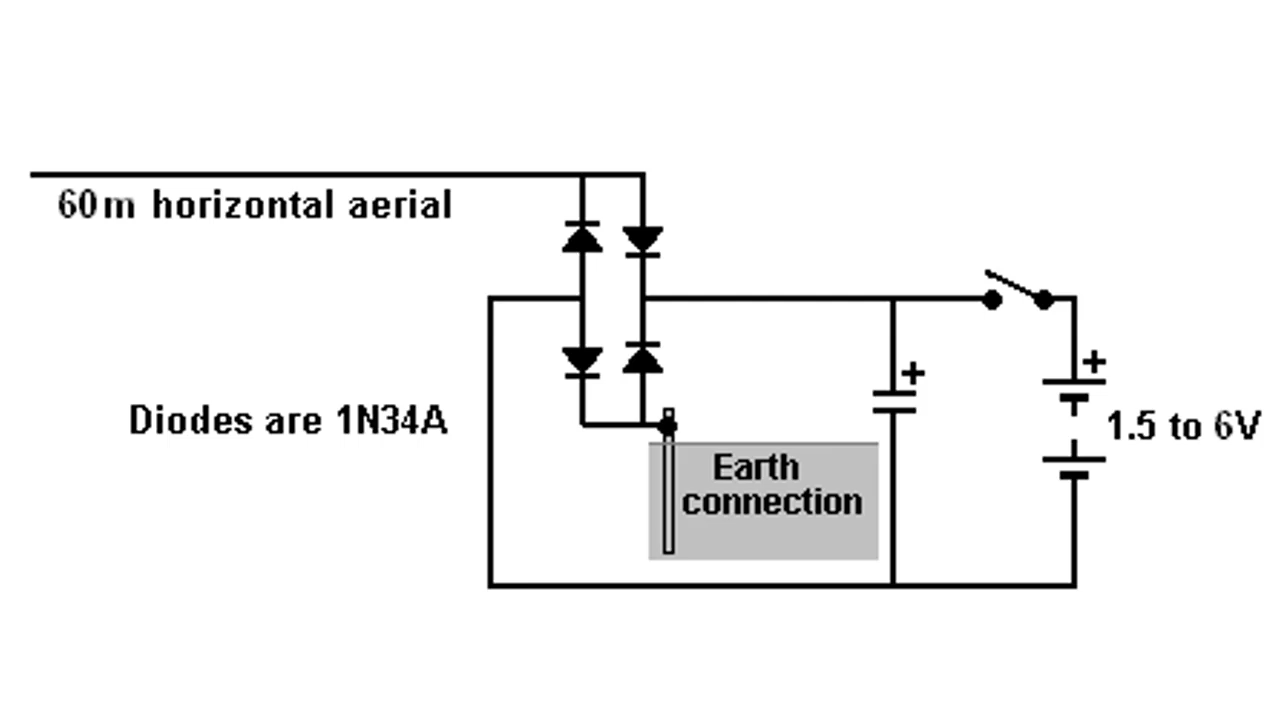 60m horizontal aerial
+
+
Diodes are 1N34A
1.5 to 6V
Earth
connection